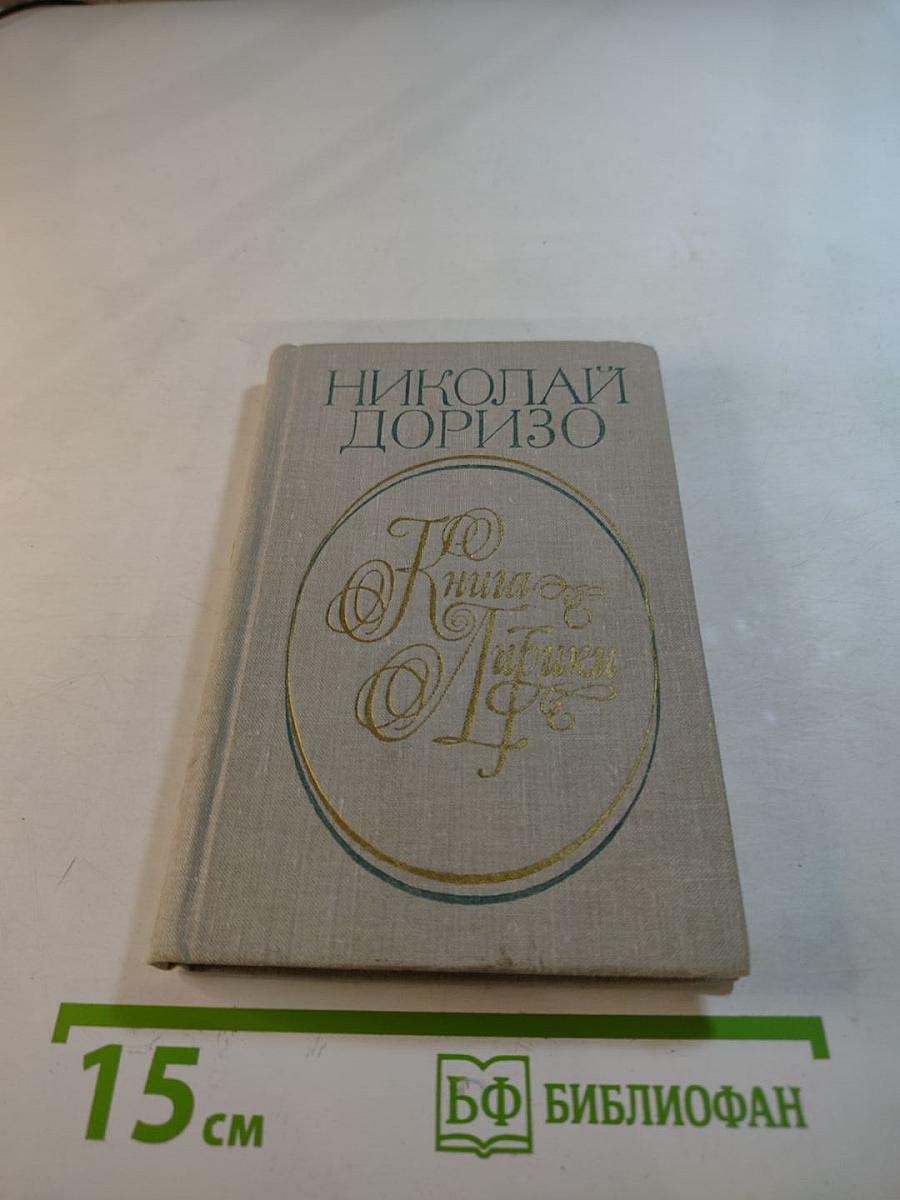 НИКОЛАЙ
ДОРИЗО
Книга
Лирики
15 см
БФ БИБЛИОФАН